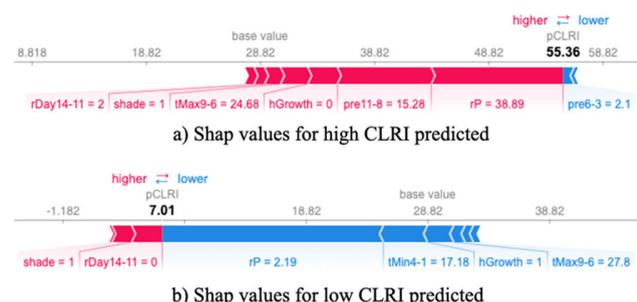 higher ⇄ lower
base value pCLRI
8.818 18.82 28.82 38.82 48.82 55.36 58.82
rDay14-11 = 2 shade = 1 tMax9-6 = 24.68 hGrowth = 0 pre11-8 = 15.28 rP = 38.89 pre6-3 = 2.1
a) Shap values for high CLRI predicted
higher ⇄ lower
pCLRI base value
-1.182 7.01 18.82 28.82 38.82
shade = 1 rDay14-11 = 0 rP = 2.19 tMin4-1 = 17.18 hGrowth = 1 tMax9-6 = 27.8
b) Shap values for low CLRI predicted